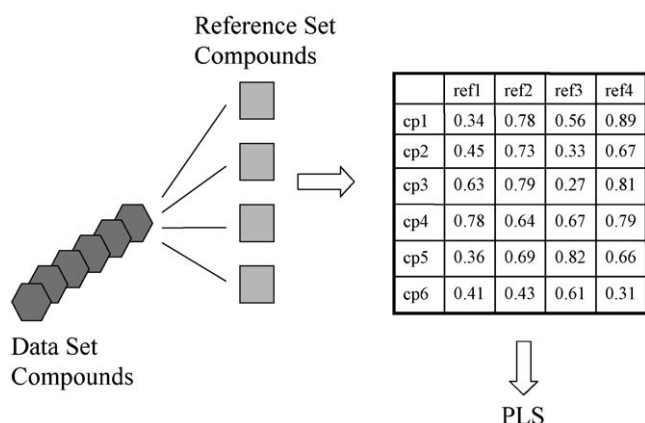 Reference Set
Compounds
ref1 ref2 ref3 ref4
cp1 0.34 0.78 0.56 0.89
cp2 0.45 0.73 0.33 0.67
cp3 0.63 0.79 0.27 0.81
cp4 0.78 0.64 0.67 0.79
cp5 0.36 0.69 0.82 0.66
cp6 0.41 0.43 0.61 0.31
Data Set
Compounds
PLS